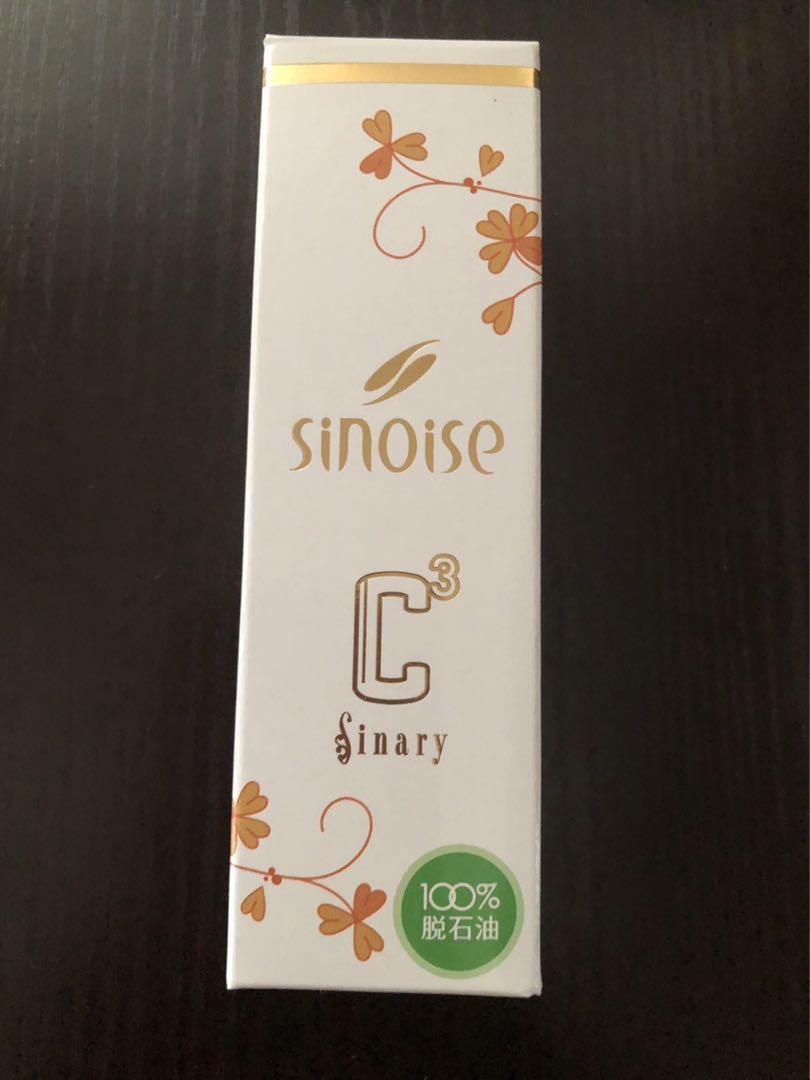 sinoise
C³
Sinary
100%
脱石油